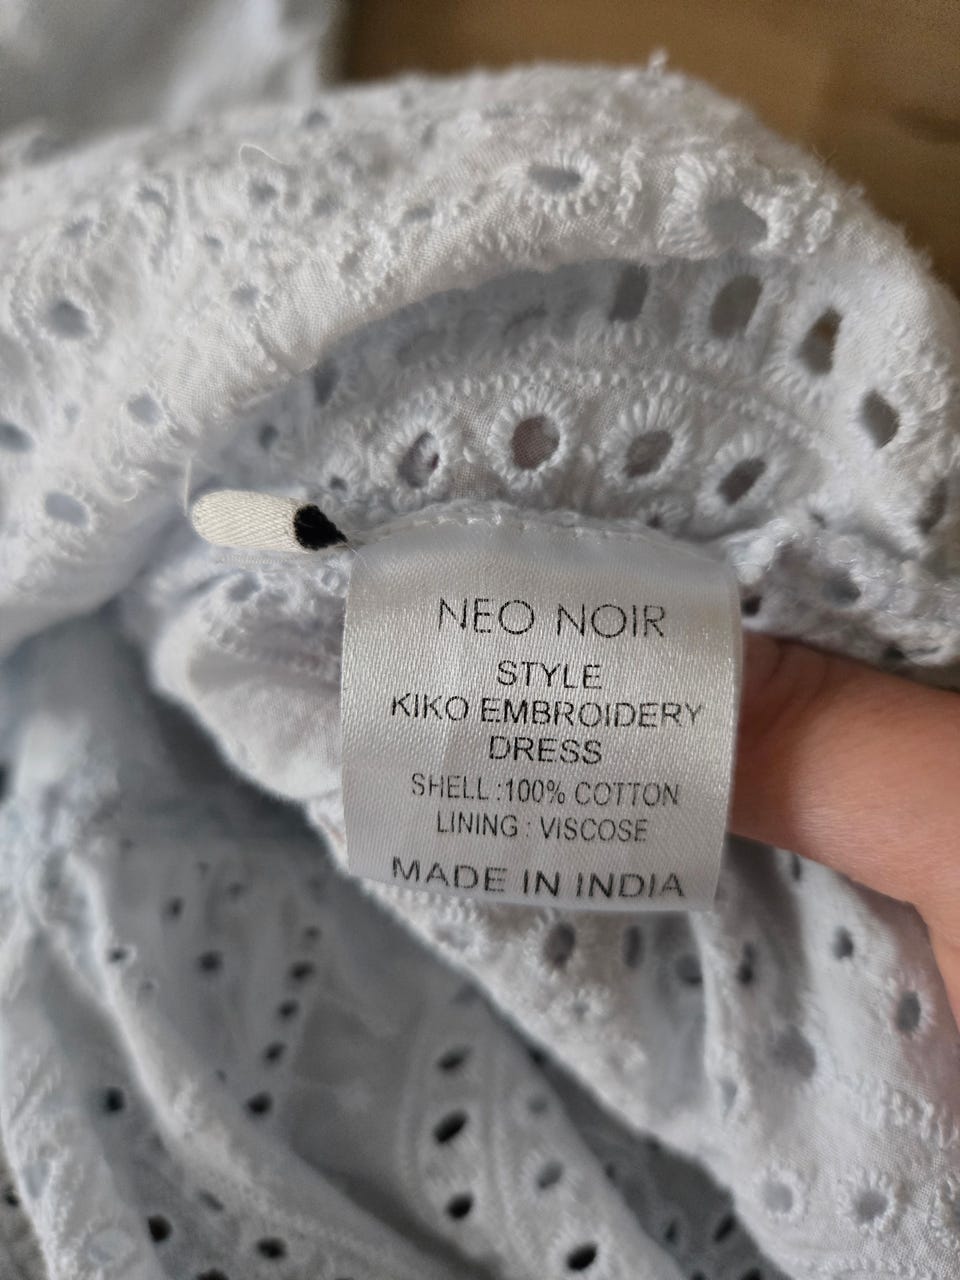 NEO NOIR
STYLE
KIKO EMBROIDERY
DRESS
SHELL :100% COTTON
LINING : VISCOSE
MADE IN INDIA